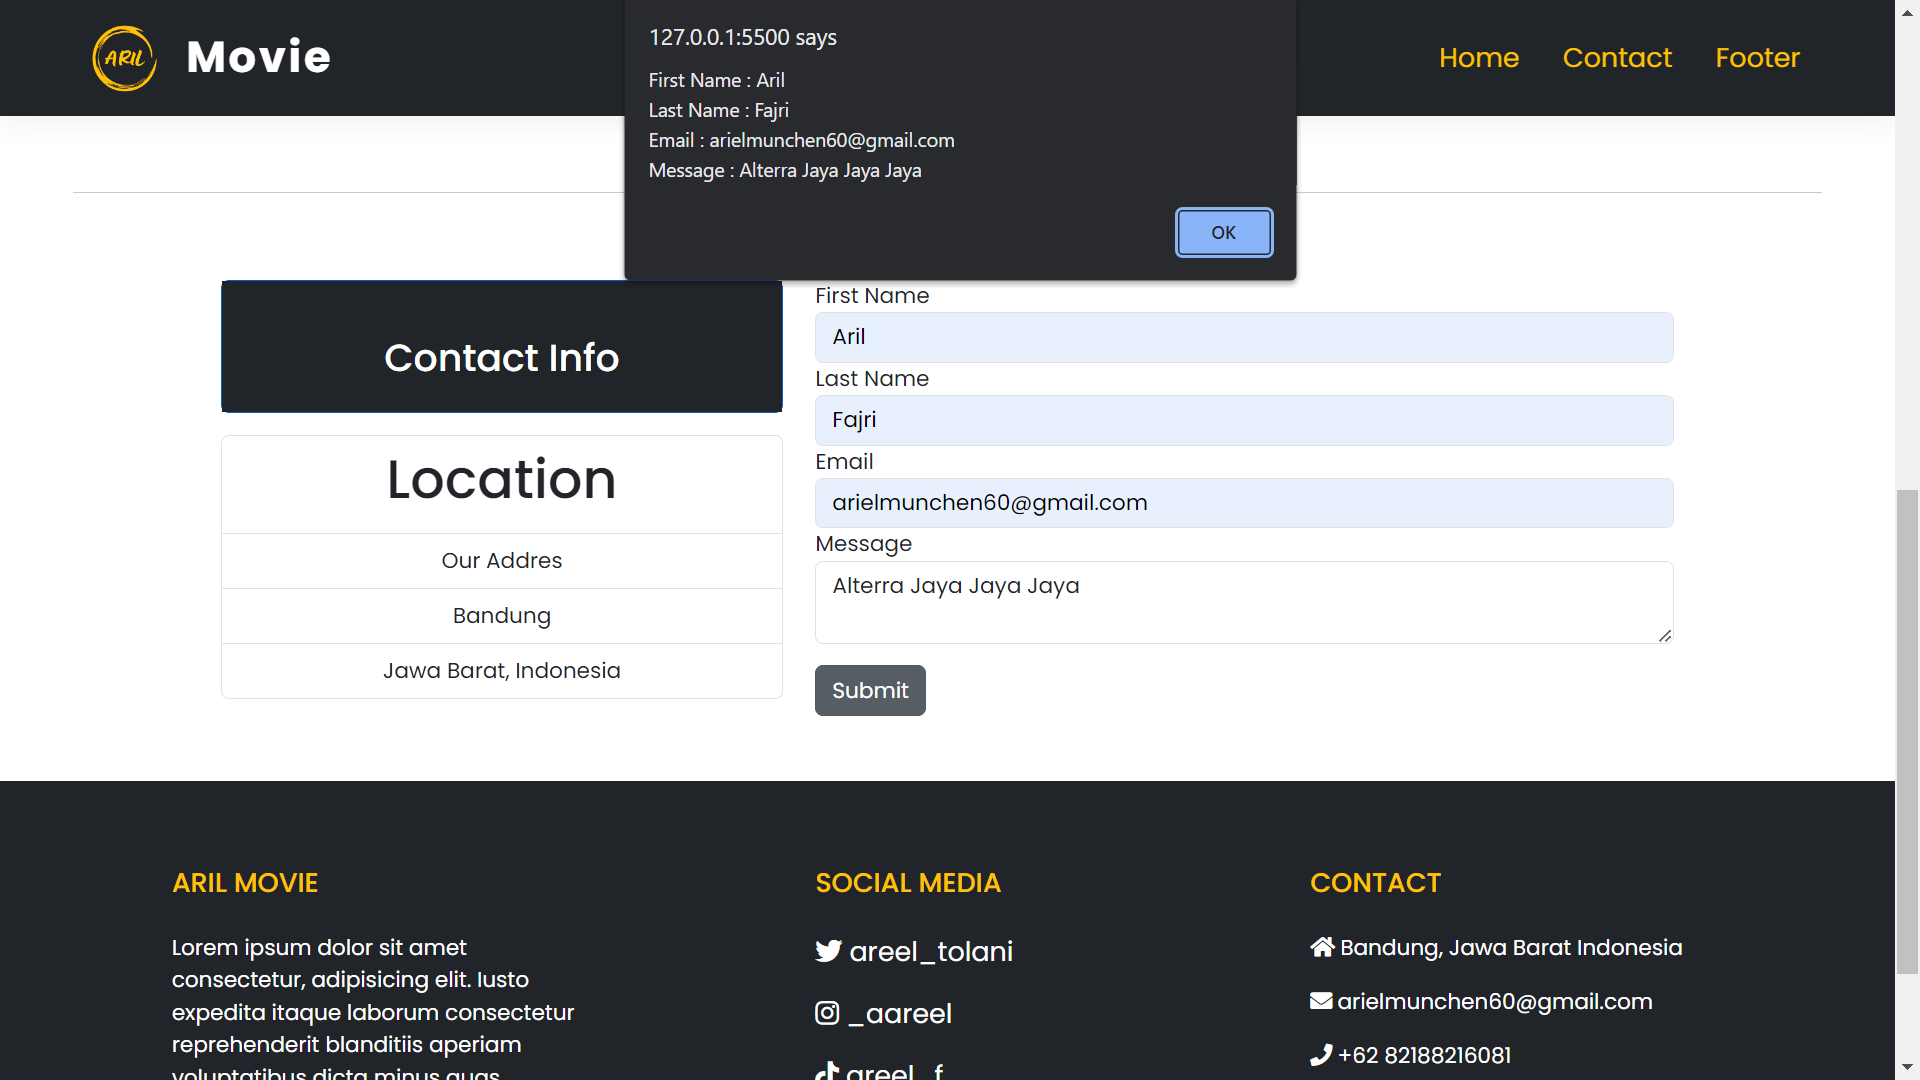 ARIL
Movie
Home
Contact
Footer
127.0.0.1:5500 says
First Name : Aril
Last Name : Fajri
Email : arielmunchen60@gmail.com
Message : Alterra Jaya Jaya Jaya
OK
Contact Info
Location
Our Addres
Bandung
Jawa Barat, Indonesia
First Name
Aril
Last Name
Fajri
Email
arielmunchen60@gmail.com
Message
Alterra Jaya Jaya Jaya
Submit
ARIL MOVIE
Lorem ipsum dolor sit amet
consectetur, adipisicing elit. Iusto
expedita itaque laborum consectetur
reprehenderit blanditiis aperiam
voluptatibus dicta minus quas
SOCIAL MEDIA
areel_tolani
_aareel
areel_f
CONTACT
Bandung, Jawa Barat Indonesia
arielmunchen60@gmail.com
+62 82188216081